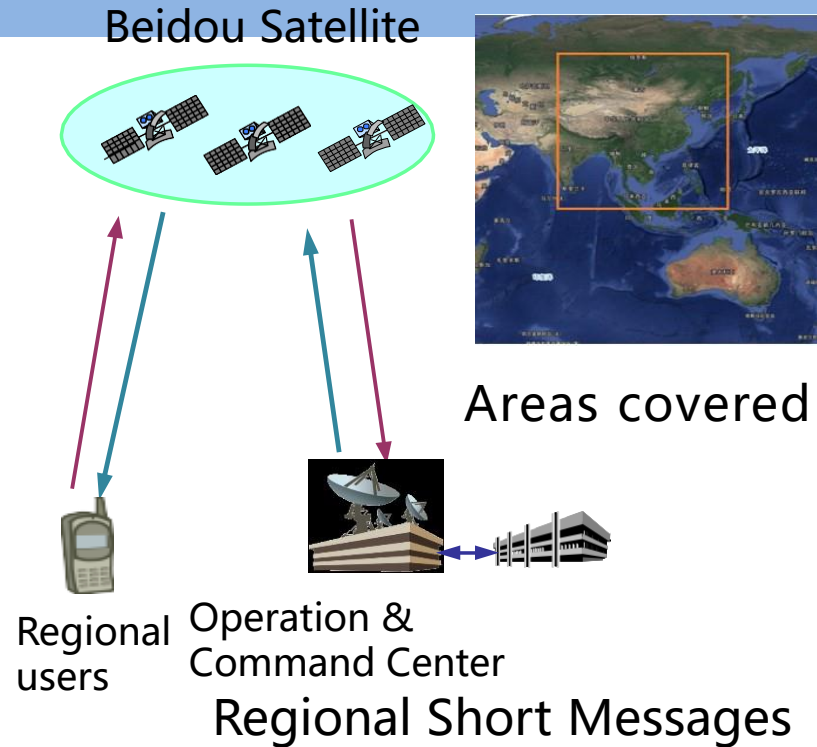 Beidou Satellite
Areas covered
Regional
users
Operation &
Command Center
Regional Short Messages